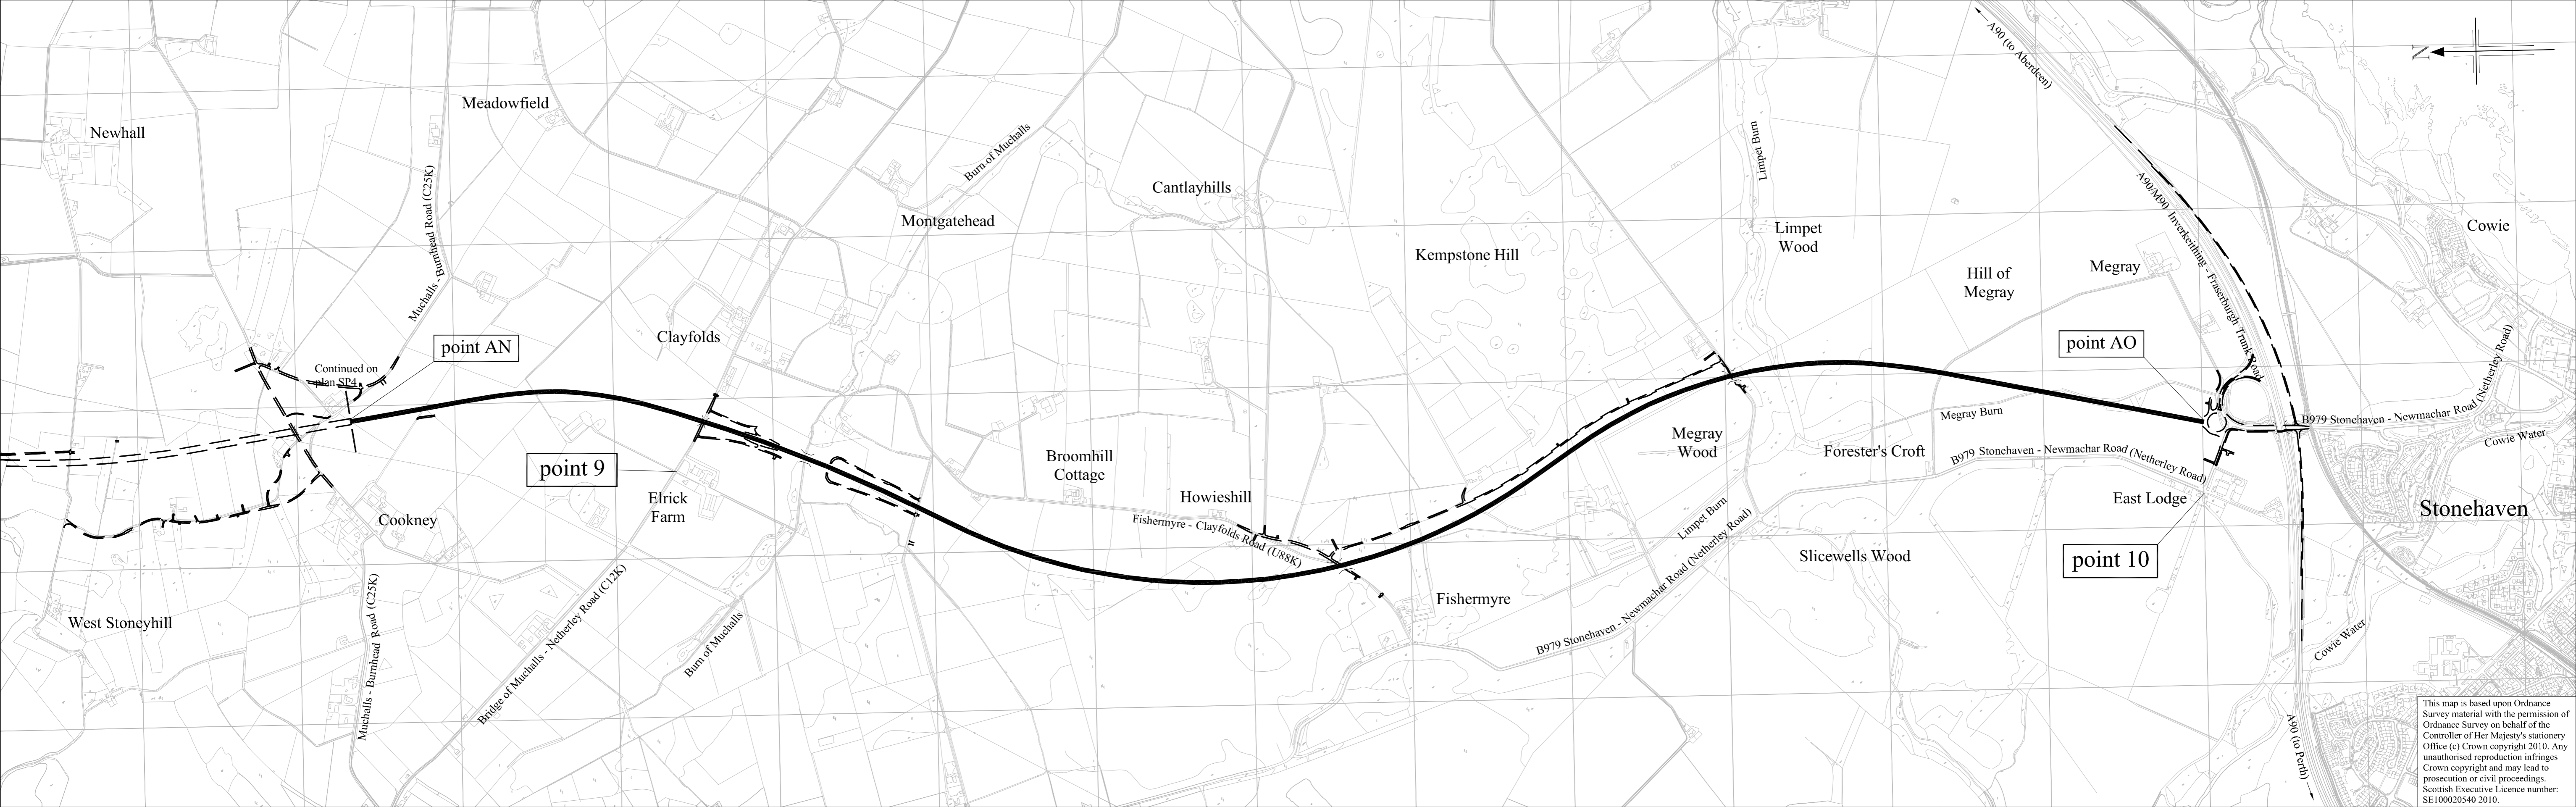 A90 (to Aberdeen)
N
Newhall
Meadowfield
Muchalls - Burnhead Road (C25K)
Burn of Muchalls
Montgatehead
Cantlayhills
Limpet Burn
Limpet
Wood
Kempstone Hill
Hill of
Megray
Megray
A90/M90 Inverkeithing - Fraserburgh Trunk Road
Cowie
Clayfolds
point AN
point AO
Continued on
plan SP4
B979 Stonehaven - Newmachar Road (Netherley Road)
Cowie Water
Megray Burn
Megray
Wood
Forester's Croft
B979 Stonehaven - Newmachar Road (Netherley Road)
point 9
Elrick
Farm
Broomhill
Cottage
Howieshill
Fishermyre - Clayfolds Road (U88K)
East Lodge
Stonehaven
Cookney
Limpet Burn
Slicewells Wood
point 10
Fishermyre
B979 Stonehaven - Newmachar Road (Netherley Road)
West Stoneyhill
Muchalls - Burnhead Road (C25K)
Bridge of Muchalls - Netherley Road (C12K)
Burn of Muchalls
Cowie Water
A90 (to Perth)
This map is based upon Ordnance
Survey material with the permission of
Ordnance Survey on behalf of the
Controller of Her Majesty's stationery
Office (c) Crown copyright 2010. Any
unauthorised reproduction infringes
Crown copyright and may lead to
prosecution or civil proceedings.
Scottish Executive Licence number:
SE100020540 2010.